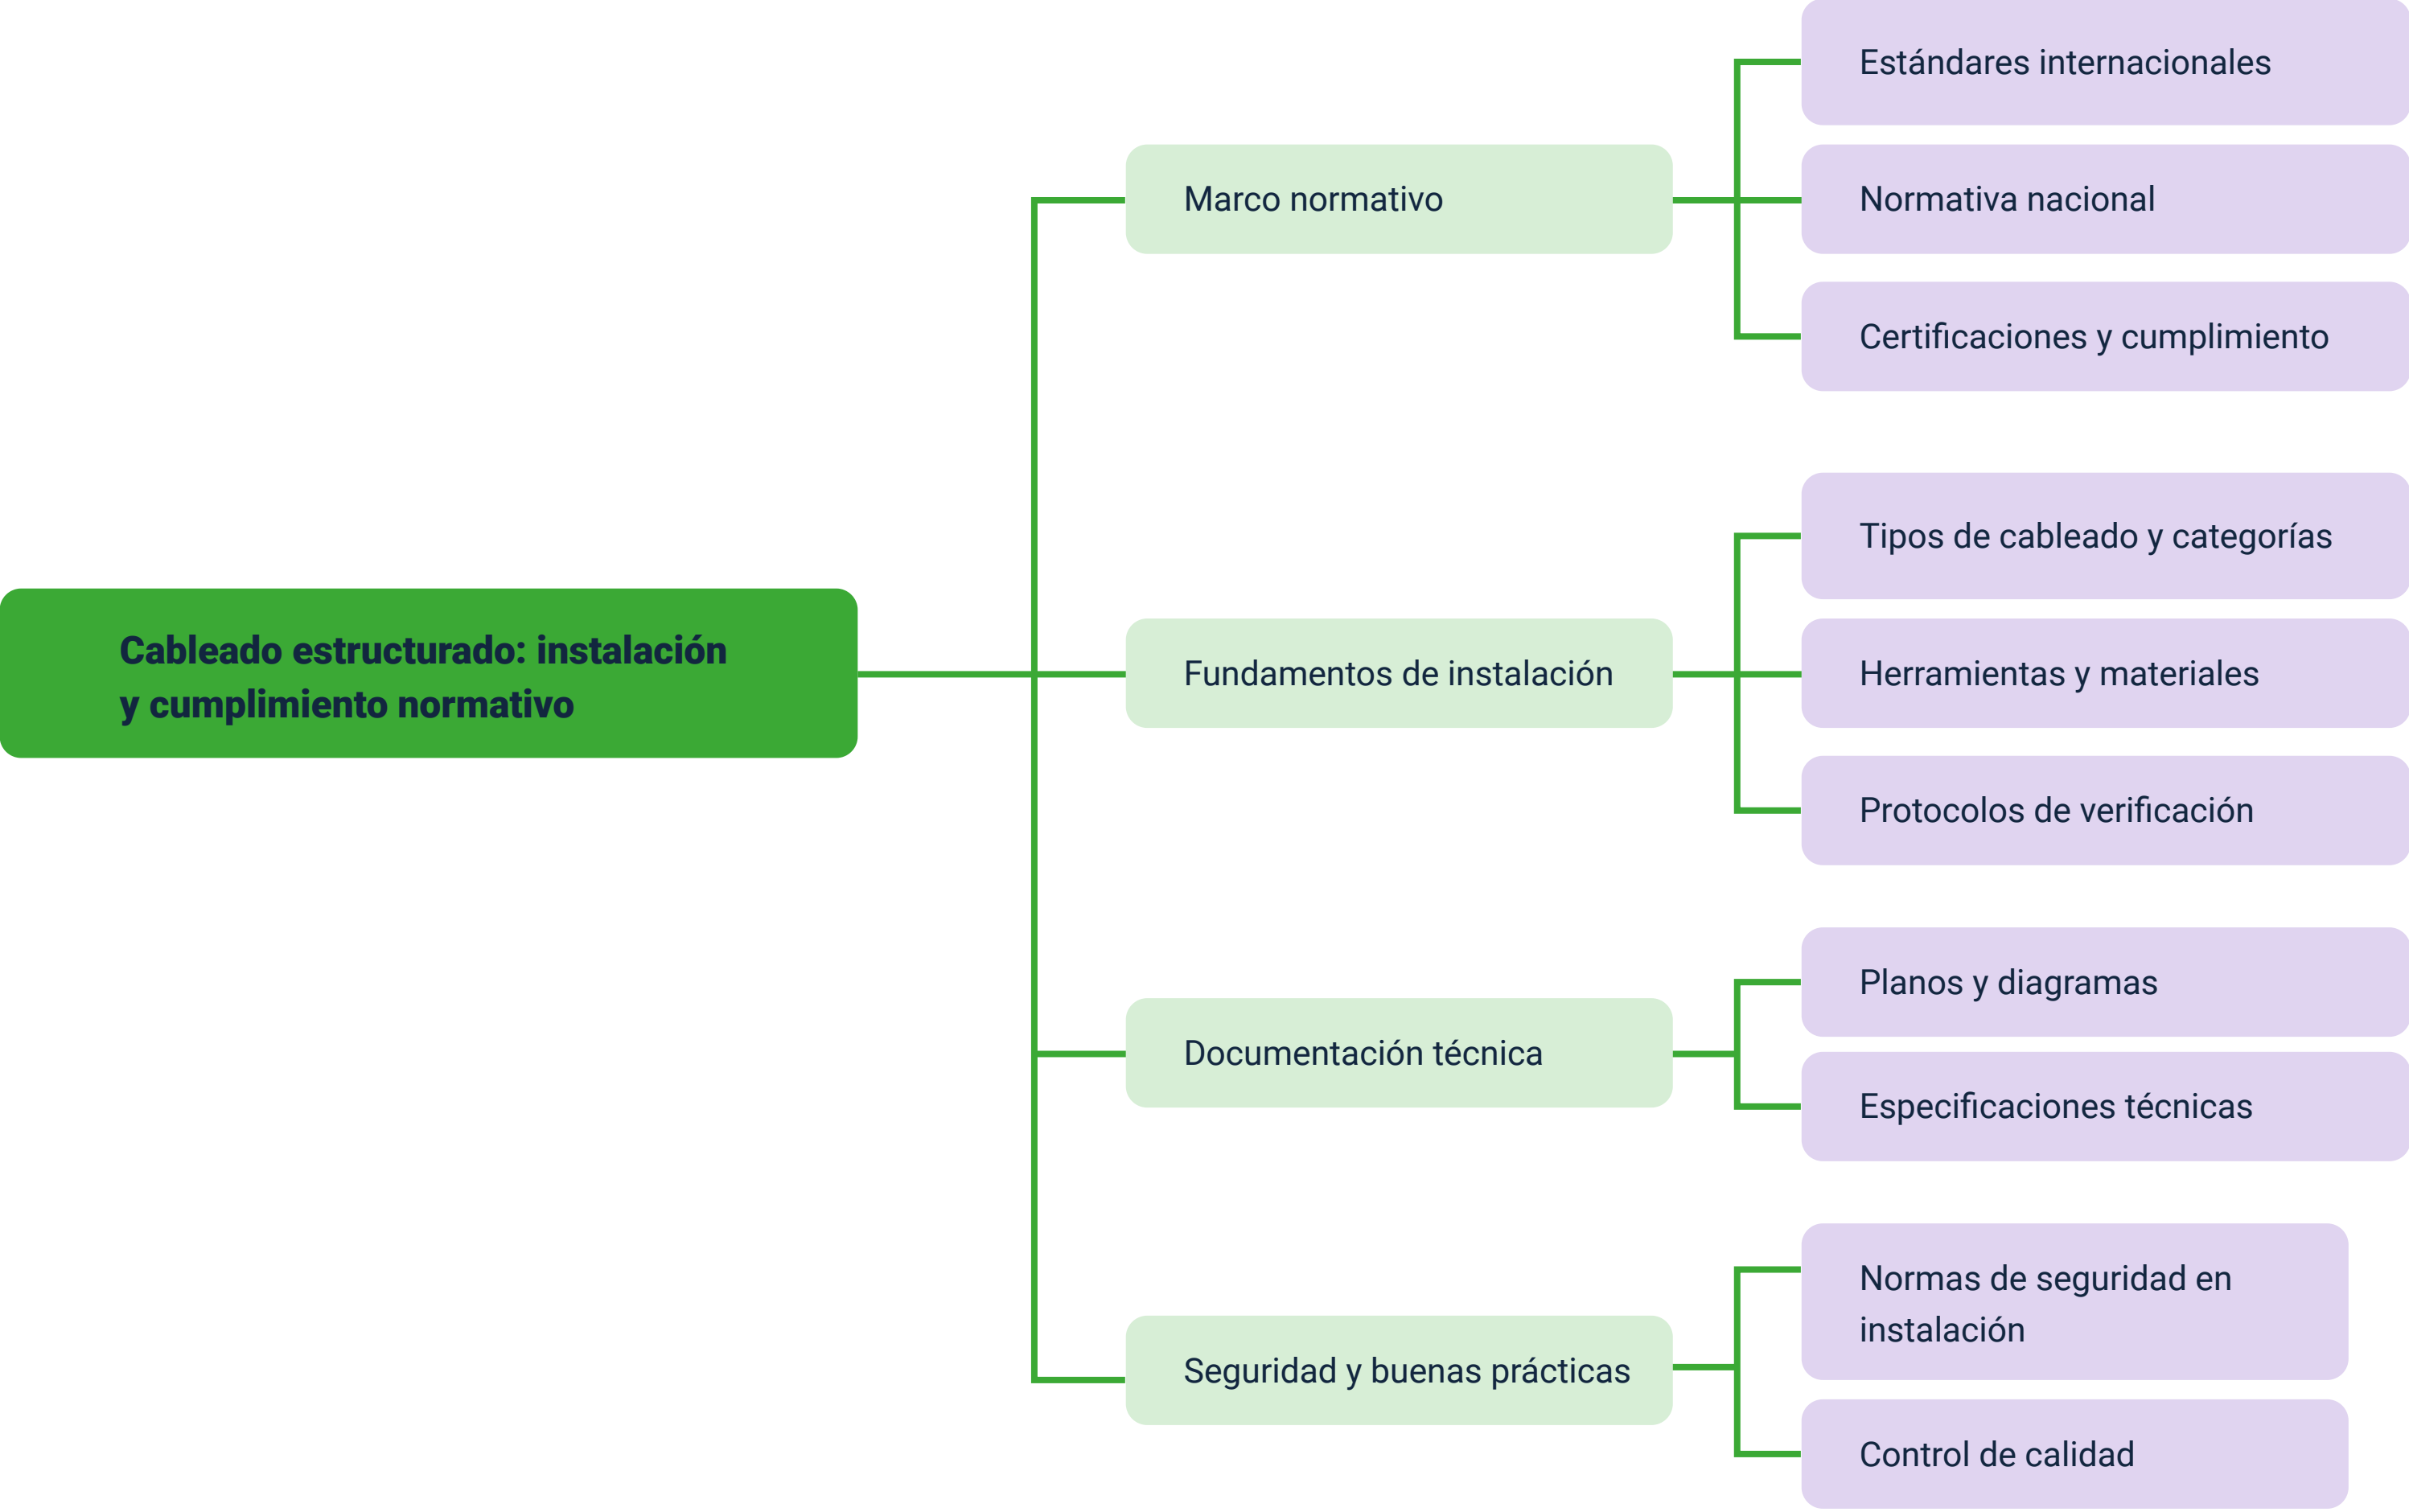 Cableado estructurado: instalación
y cumplimiento normativo
Marco normativo
Estándares internacionales
Normativa nacional
Certificaciones y cumplimiento
Fundamentos de instalación
Tipos de cableado y categorías
Herramientas y materiales
Protocolos de verificación
Documentación técnica
Planos y diagramas
Especificaciones técnicas
Seguridad y buenas prácticas
Normas de seguridad en
instalación
Control de calidad